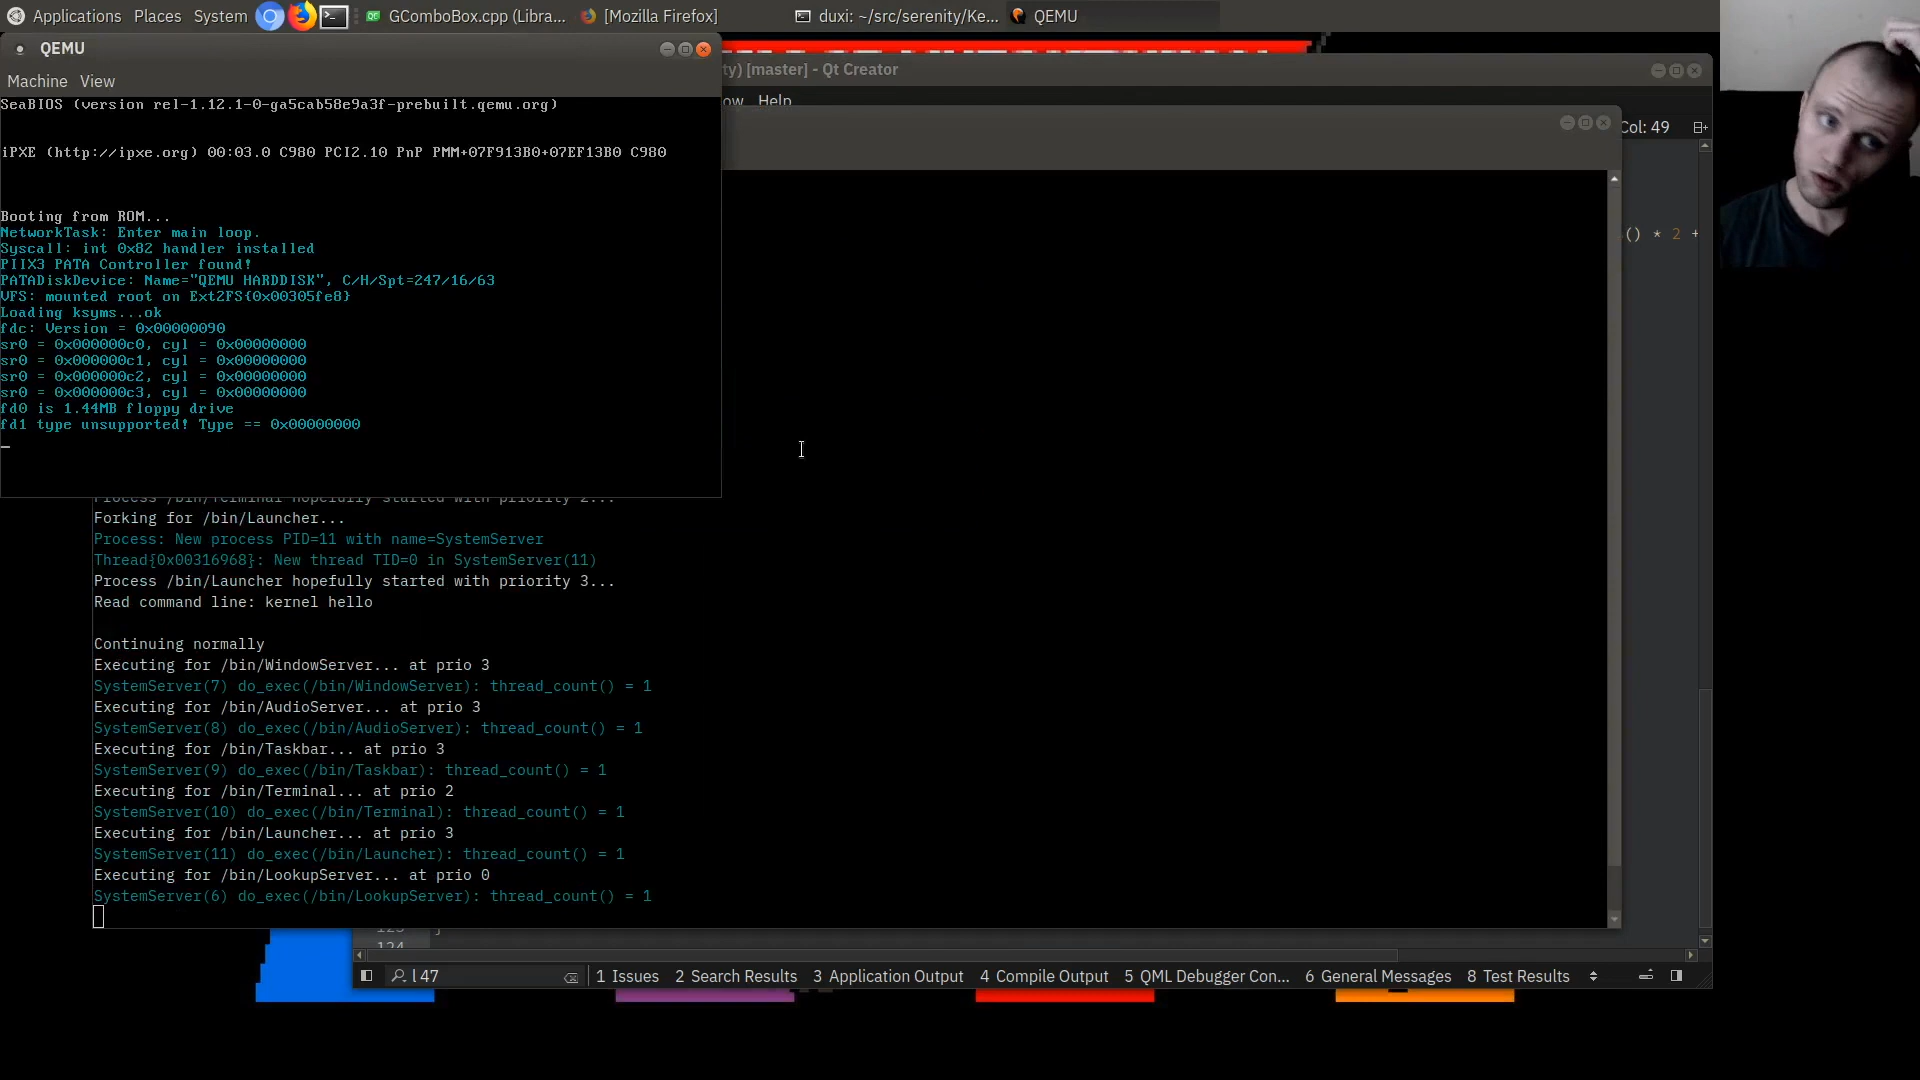 Applications Places System GComboBox.cpp (Libra... [Mozilla Firefox] duxi: ~/src/serenity/Ke... QEMU
QEMU
Machine View
SeaBIOS (version rel-1.12.1-0-ga5cab58e9a3f-prebuilt.qemu.org)
iPXE (http://ipxe.org) 00:03.0 C980 PCI2.10 PnP PMM+07F913B0+07EF13B0 C980
Booting from ROM...
NetworkTask: Enter main loop.
Syscall: int 0x82 handler installed
PIIX3 PATA Controller found!
PATADiskDevice: Name="QEMU HARDDISK", C/H/Spt=247/16/63
VFS: mounted root on Ext2FS{0x00305fe8}
Loading ksyms...ok
fdc: Version = 0x00000090
sr0 = 0x000000c0, cyl = 0x00000000
sr0 = 0x000000c1, cyl = 0x00000000
sr0 = 0x000000c2, cyl = 0x00000000
sr0 = 0x000000c3, cyl = 0x00000000
fd0 is 1.44MB floppy drive
fd1 type unsupported! Type == 0x00000000
ty) [master] - Qt Creator
ow Help
Col: 49
() * 2 +
Process /bin/Terminal hopefully started with priority 2...
Forking for /bin/Launcher...
Process: New process PID=11 with name=SystemServer
Thread{0x00316968}: New thread TID=0 in SystemServer(11)
Process /bin/Launcher hopefully started with priority 3...
Read command line: kernel hello
Continuing normally
Executing for /bin/WindowServer... at prio 3
SystemServer(7) do_exec(/bin/WindowServer): thread_count() = 1
Executing for /bin/AudioServer... at prio 3
SystemServer(8) do_exec(/bin/AudioServer): thread_count() = 1
Executing for /bin/Taskbar... at prio 3
SystemServer(9) do_exec(/bin/Taskbar): thread_count() = 1
Executing for /bin/Terminal... at prio 2
SystemServer(10) do_exec(/bin/Terminal): thread_count() = 1
Executing for /bin/Launcher... at prio 3
SystemServer(11) do_exec(/bin/Launcher): thread_count() = 1
Executing for /bin/LookupServer... at prio 0
SystemServer(6) do_exec(/bin/LookupServer): thread_count() = 1
124
l 47 1 Issues 2 Search Results 3 Application Output 4 Compile Output 5 QML Debugger Con... 6 General Messages 8 Test Results